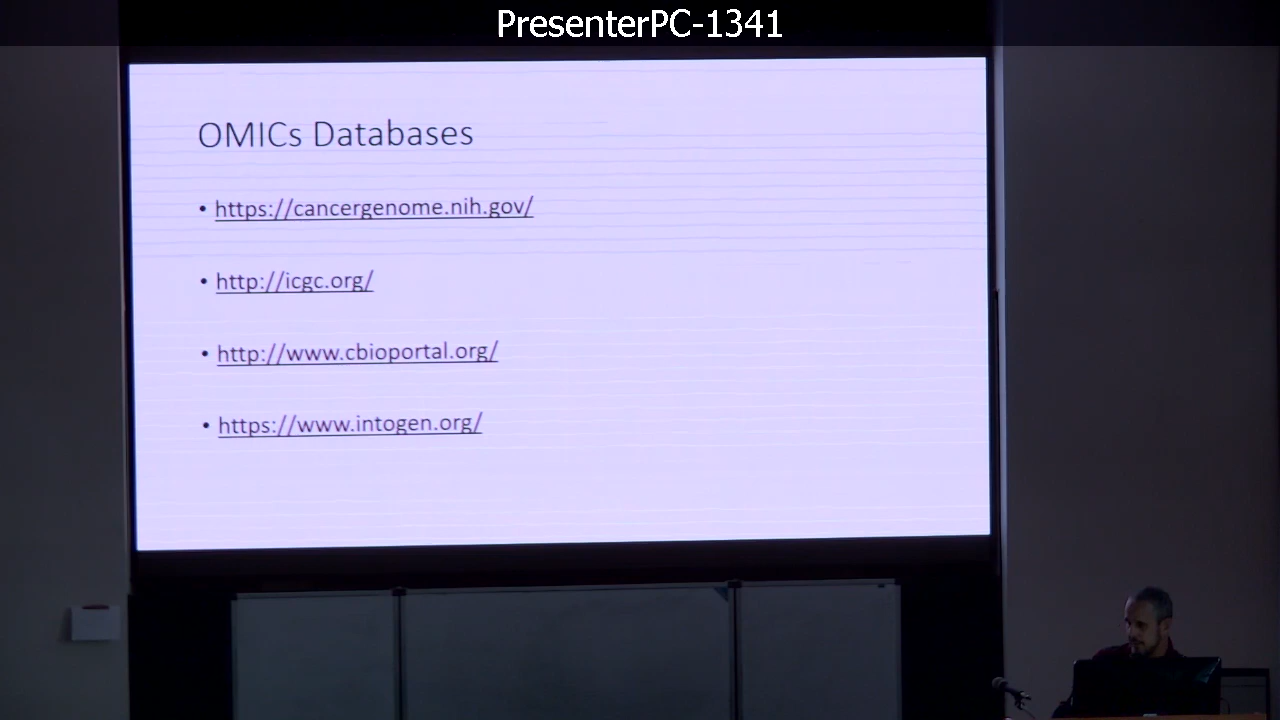 PresenterPC-1341
OMICs Databases
• https://cancergenome.nih.gov/
• http://icgc.org/
• http://www.cbioportal.org/
• https://www.intogen.org/